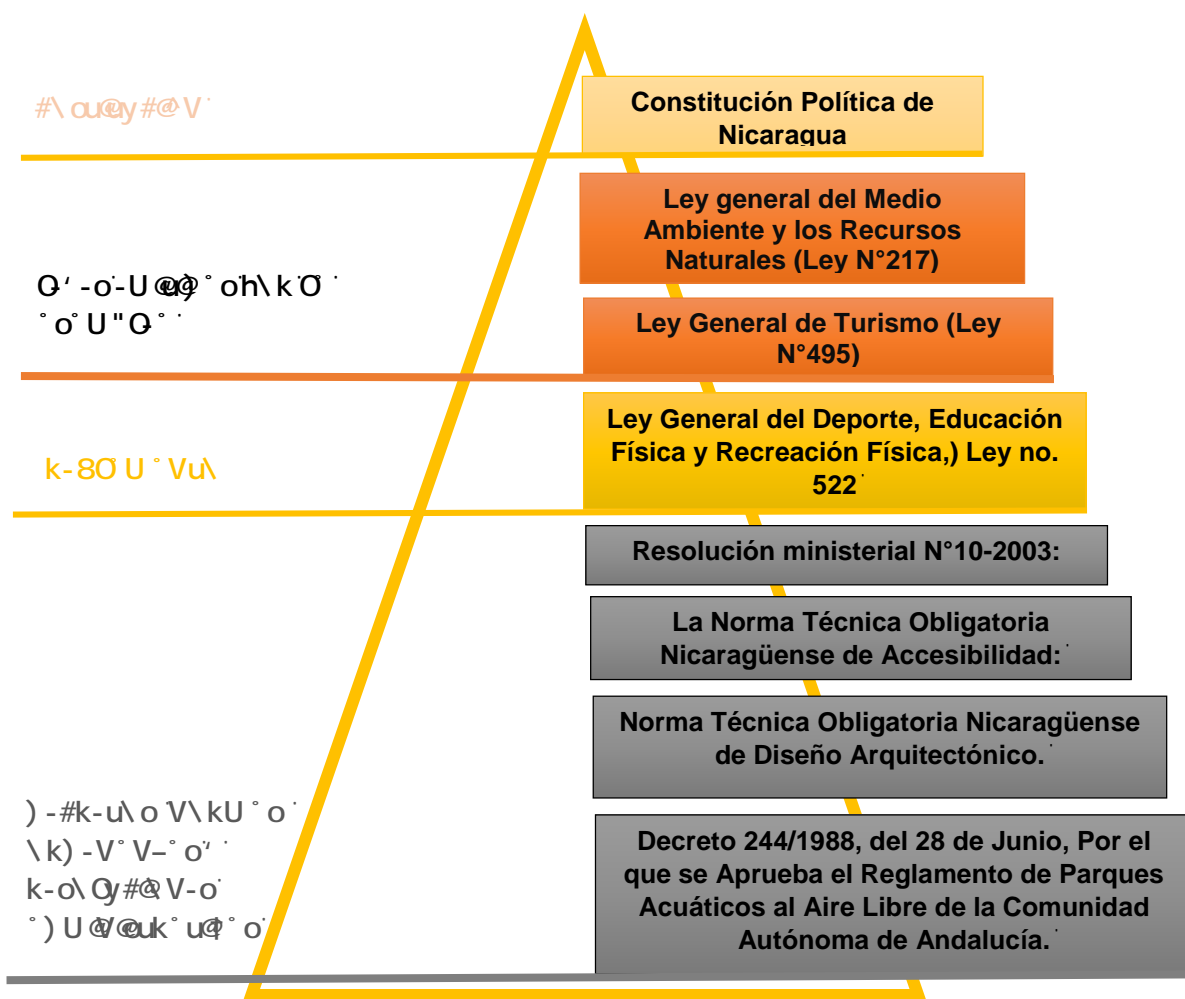 Constitución Política de
Nicaragua
Ley general del Medio
Ambiente y los Recursos
Naturales (Ley N°217)
Ley General de Turismo (Ley
N°495)
Ley General del Deporte, Educación
Física y Recreación Física,) Ley no.
522
Resolución ministerial N°10-2003:
La Norma Técnica Obligatoria
Nicaragüense de Accesibilidad:
Norma Técnica Obligatoria Nicaragüense
de Diseño Arquitectónico.
Decreto 244/1988, del 28 de Junio, Por el
que se Aprueba el Reglamento de Parques
Acuáticos al Aire Libre de la Comunidad
Autónoma de Andalucía.